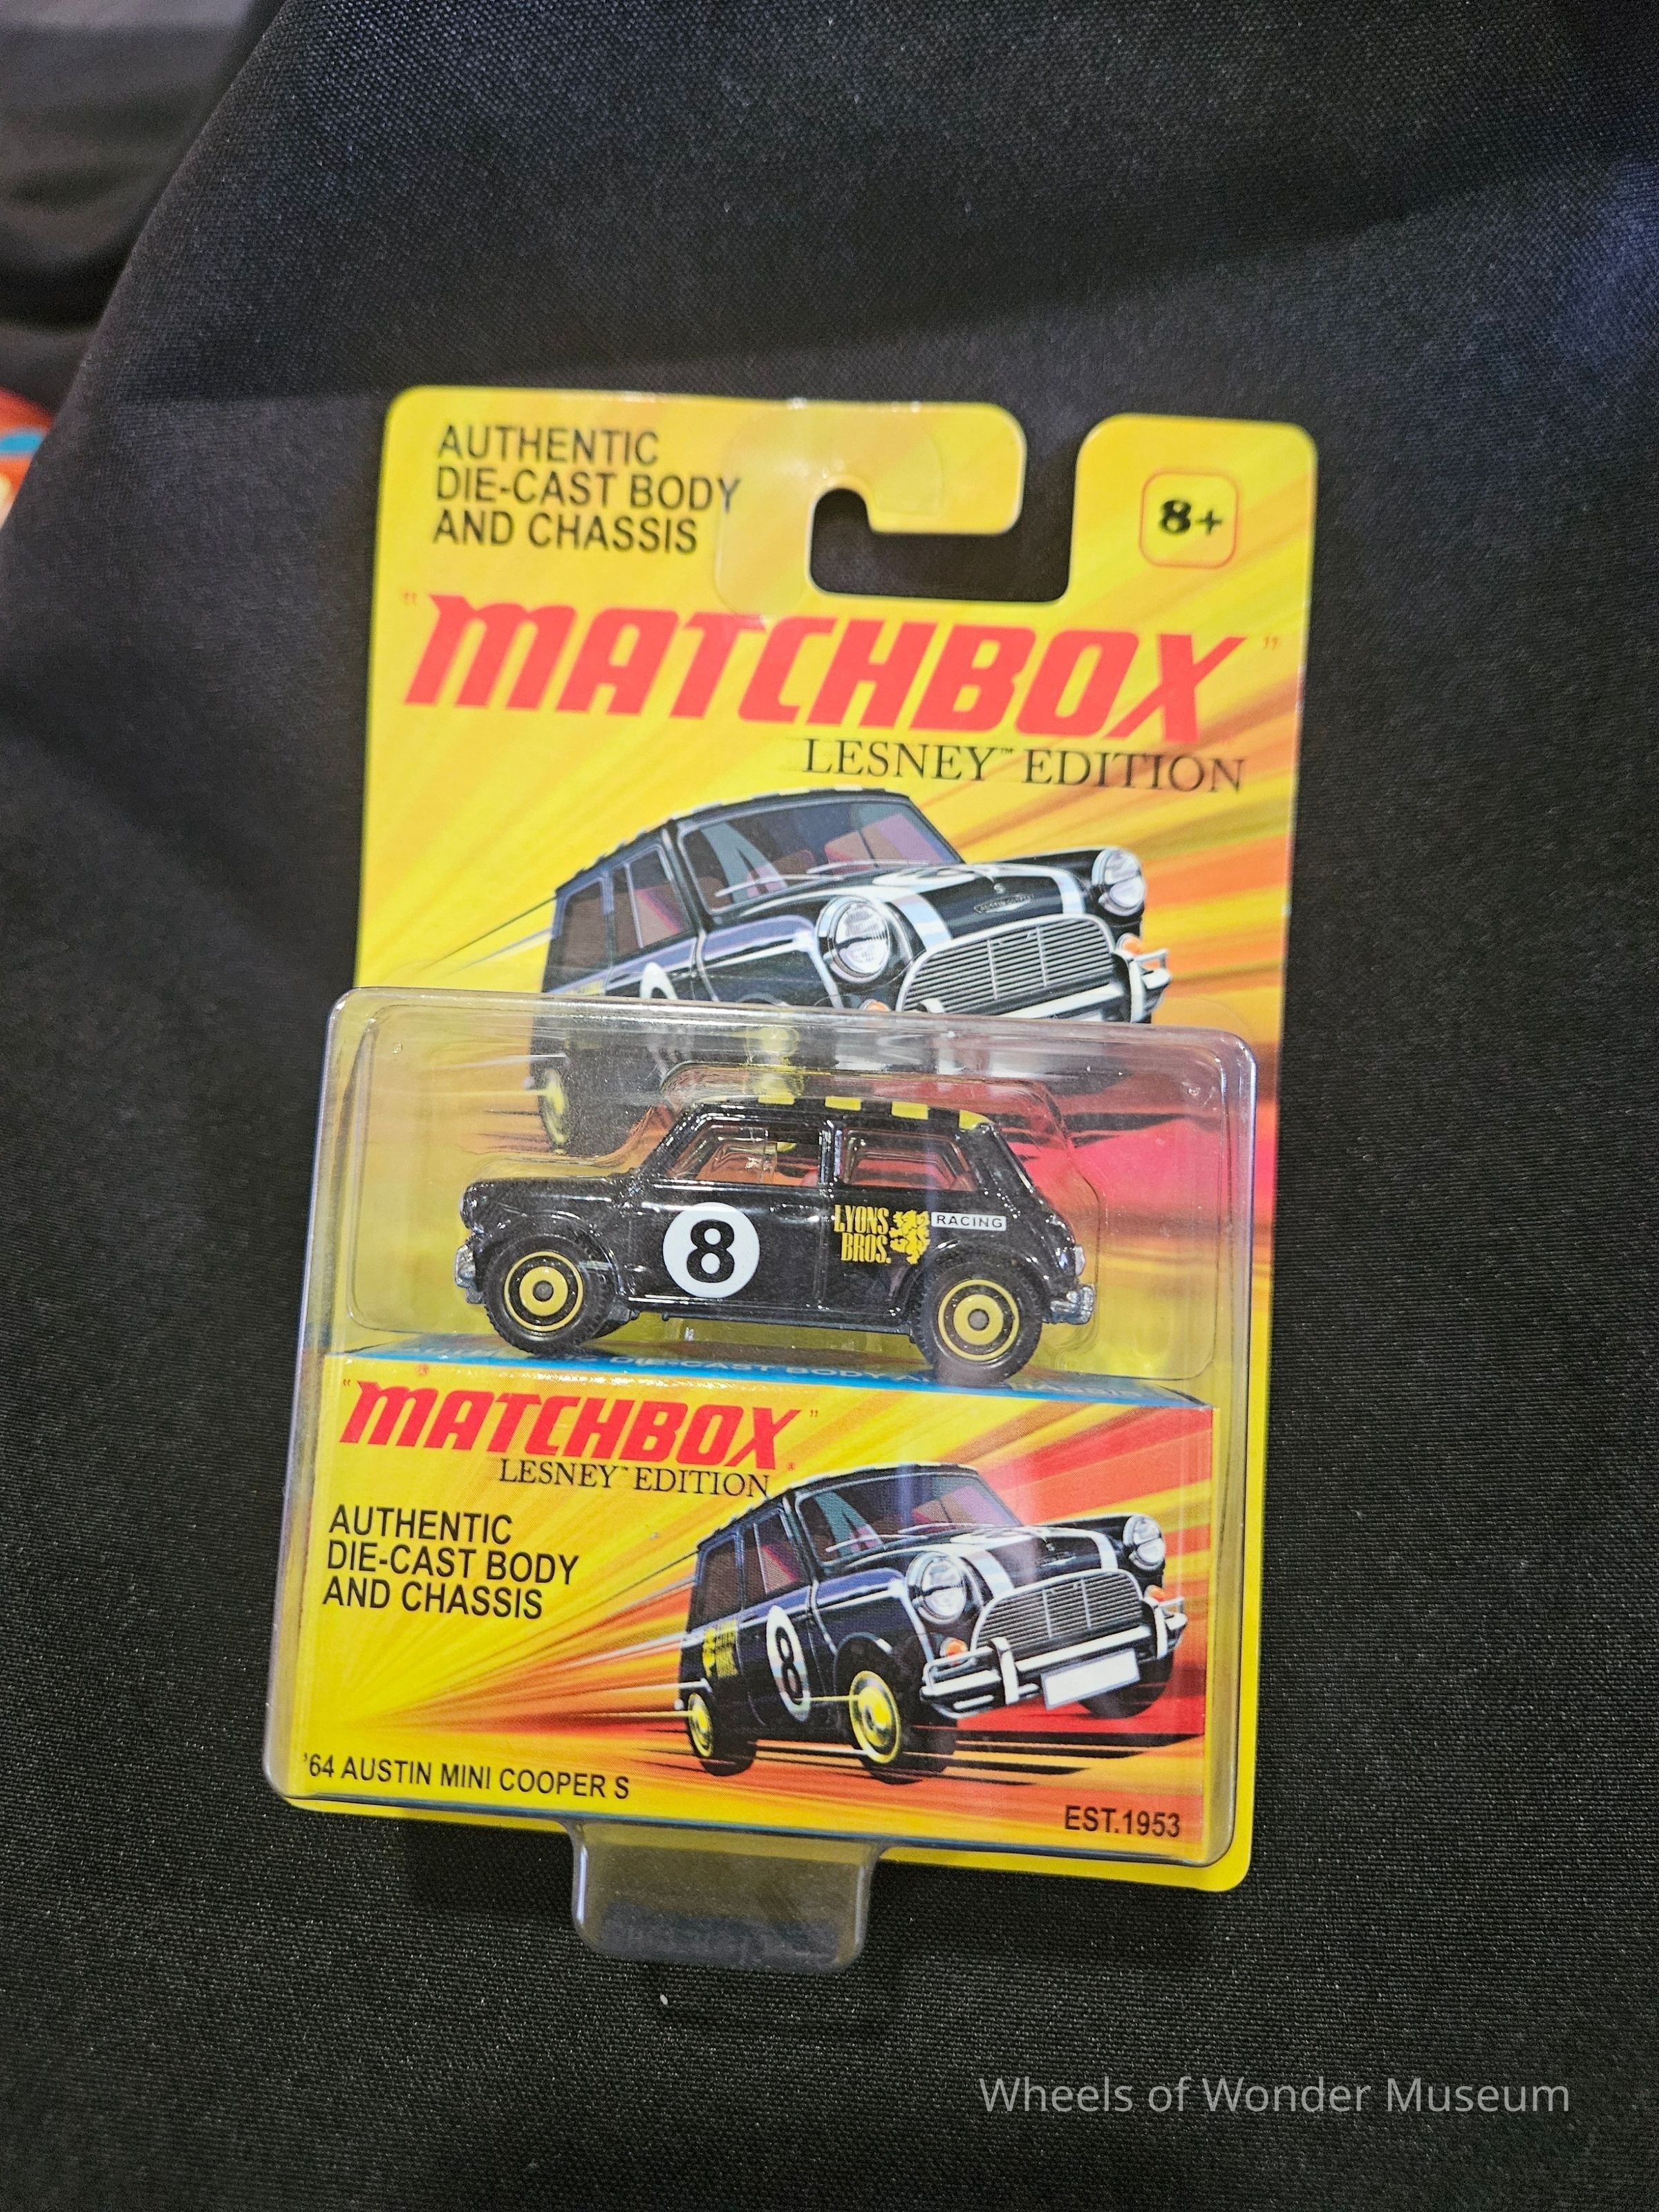 AUTHENTIC
DIE-CAST BODY
AND CHASSIS
8+
"MATCHBOX"
LESNEY™ EDITION
8
LYONS
BROS.
RACING
"MATCHBOX"®
LESNEY™ EDITION
AUTHENTIC
DIE-CAST BODY
AND CHASSIS
8
'64 AUSTIN MINI COOPER S
EST.1953
Wheels of Wonder Museum